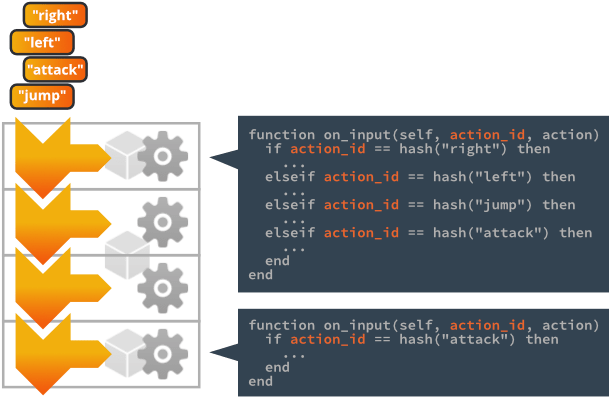 "right"
"left"
"attack"
"jump"
function on_input(self, action_id, action)
  if action_id == hash("right") then
    ...
  elseif action_id == hash("left") then
    ...
  elseif action_id == hash("jump") then
    ...
  elseif action_id == hash("attack") then
    ...
  end
end
function on_input(self, action_id, action)
  if action_id == hash("attack") then
    ...
  end
end